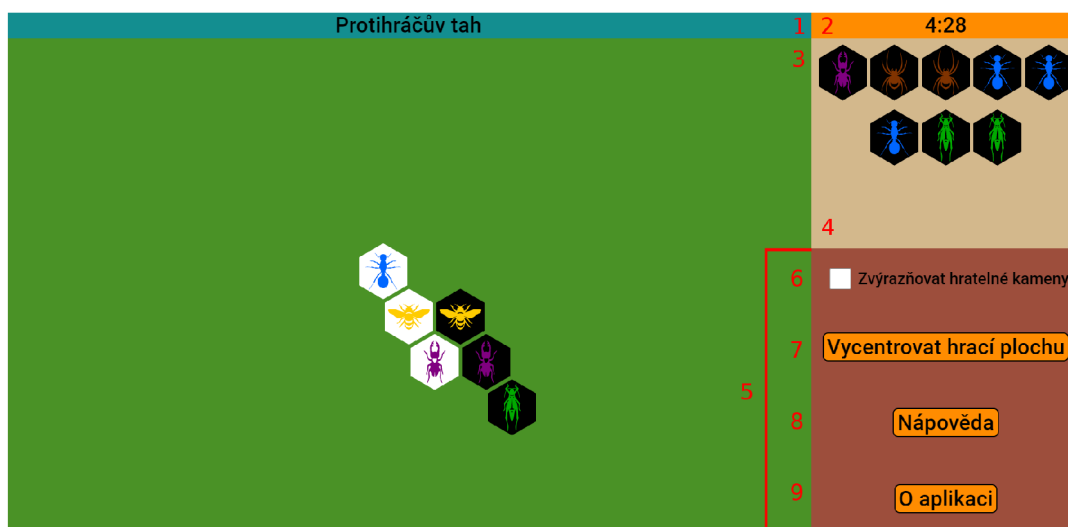 Protihráčův tah 1 2 4:28
3
4
6 Zvýrazňovat hratelné kameny
7 Vycentrovat hrací plochu
5
8 Nápověda
9 O aplikaci